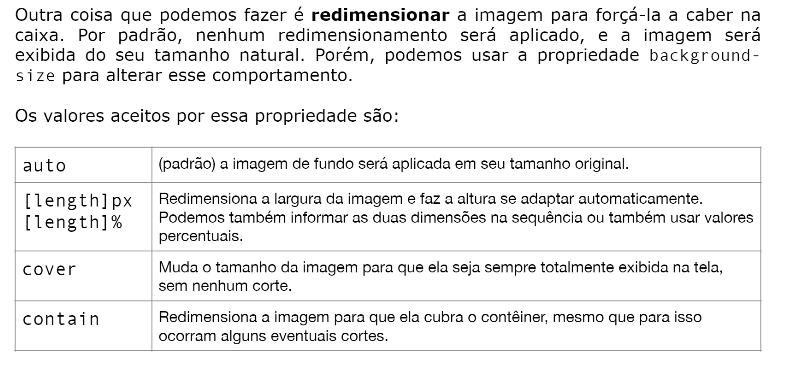 Outra coisa que podemos fazer é redimensionar a imagem para forçá-la a caber na
caixa. Por padrão, nenhum redimensionamento será aplicado, e a imagem será
exibida do seu tamanho natural. Porém, podemos usar a propriedade background-
size para alterar esse comportamento.
Os valores aceitos por essa propriedade são:
auto (padrão) a imagem de fundo será aplicada em seu tamanho original.
[length]px Redimensiona a largura da imagem e faz a altura se adaptar automaticamente.
[length]% Podemos também informar as duas dimensões na sequência ou também usar valores
percentuais.
cover Muda o tamanho da imagem para que ela seja sempre totalmente exibida na tela,
sem nenhum corte.
contain Redimensiona a imagem para que ela cubra o contêiner, mesmo que para isso
ocorram alguns eventuais cortes.